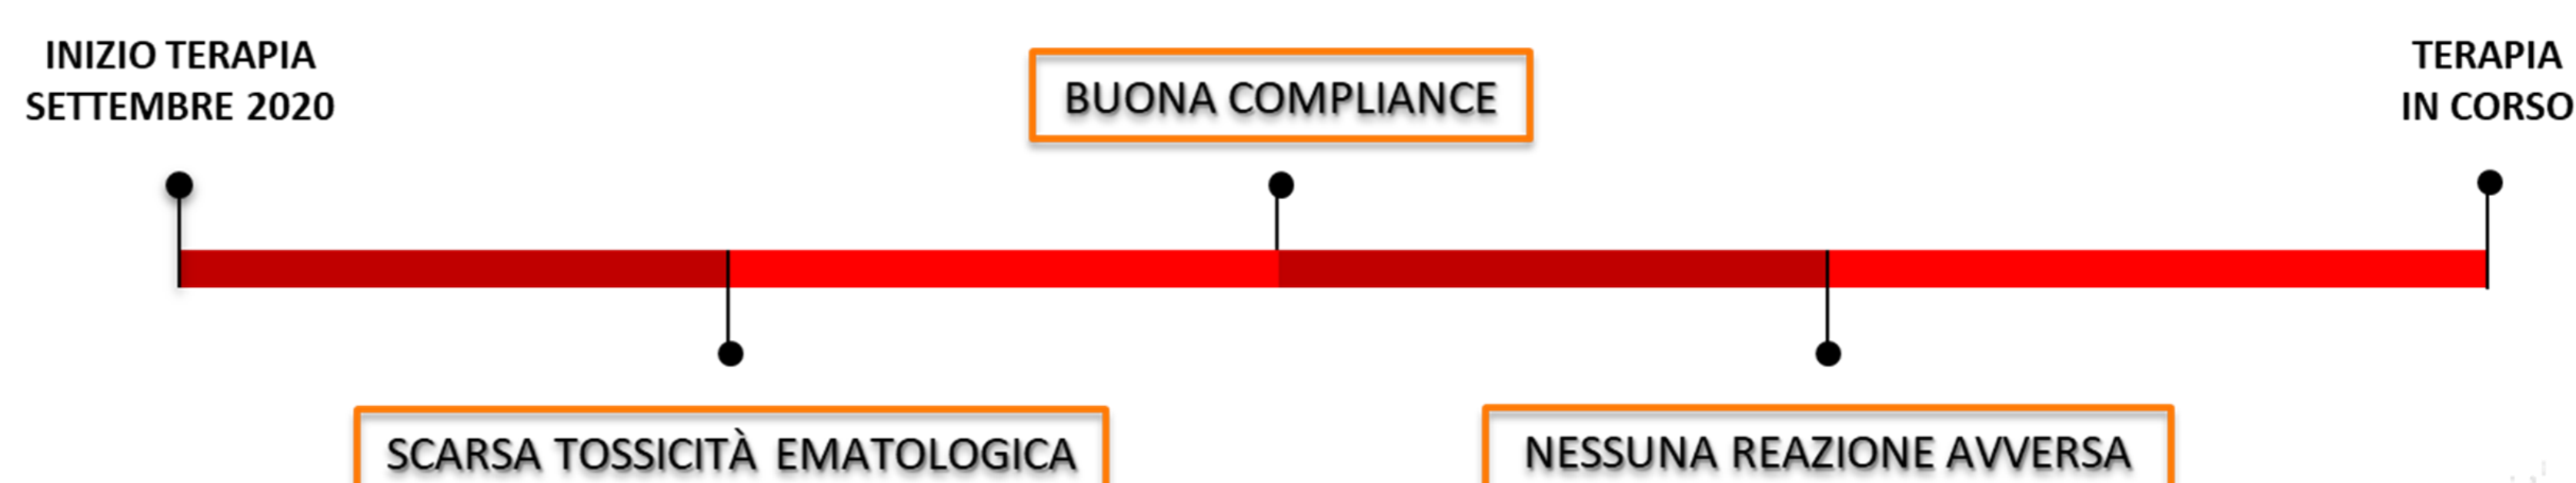 INIZIO TERAPIA
SETTEMBRE 2020
BUONA COMPLIANCE
TERAPIA
IN CORSO
SCARSA TOSSICITÀ EMATOLOGICA
NESSUNA REAZIONE AVVERSA